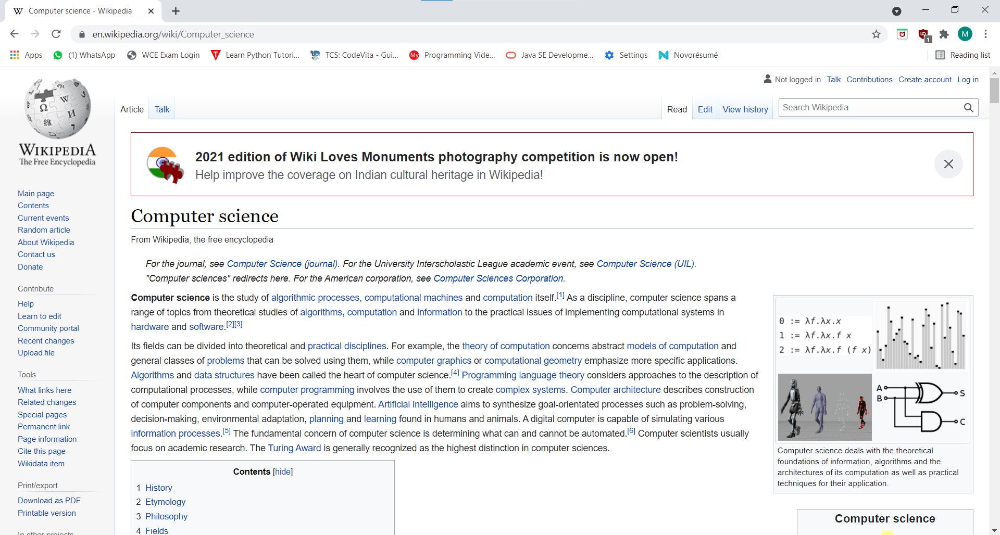 Computer science - Wikipedia
en.wikipedia.org/wiki/Computer_science
1
M
Apps
(1) WhatsApp
WCE Exam Login
Learn Python Tutori...
TCS: CodeVita - Gui...
My
Programming Vide...
Java SE Developme...
Settings
Novorésumé
Reading list
WIKIPEDIA
The Free Encyclopedia
Not logged in Talk Contributions Create account Log in
Article Talk
Read Edit View history
Search Wikipedia
2021 edition of Wiki Loves Monuments photography competition is now open!
Help improve the coverage on Indian cultural heritage in Wikipedia!
Main page
Contents
Current events
Random article
About Wikipedia
Contact us
Donate
Contribute
Help
Learn to edit
Community portal
Recent changes
Upload file
Tools
What links here
Related changes
Special pages
Permanent link
Page information
Cite this page
Wikidata item
Print/export
Download as PDF
Printable version
In other projects
Computer science
From Wikipedia, the free encyclopedia
For the journal, see Computer Science (journal). For the University Interscholastic League academic event, see Computer Science (UIL).
"Computer sciences" redirects here. For the American corporation, see Computer Sciences Corporation.
Computer science is the study of algorithmic processes, computational machines and computation itself.[1] As a discipline, computer science spans a
range of topics from theoretical studies of algorithms, computation and information to the practical issues of implementing computational systems in
hardware and software.[2][3]
Its fields can be divided into theoretical and practical disciplines. For example, the theory of computation concerns abstract models of computation and
general classes of problems that can be solved using them, while computer graphics or computational geometry emphasize more specific applications.
Algorithms and data structures have been called the heart of computer science.[4] Programming language theory considers approaches to the description of
computational processes, while computer programming involves the use of them to create complex systems. Computer architecture describes construction
of computer components and computer-operated equipment. Artificial intelligence aims to synthesize goal-orientated processes such as problem-solving,
decision-making, environmental adaptation, planning and learning found in humans and animals. A digital computer is capable of simulating various
information processes.[5] The fundamental concern of computer science is determining what can and cannot be automated.[6] Computer scientists usually
focus on academic research. The Turing Award is generally recognized as the highest distinction in computer sciences.
Contents [hide]
1 History
2 Etymology
3 Philosophy
4 Fields
0 := λf.λx.x
1 := λf.λx.f x
2 := λf.λx.f (f x)
A
B
S
C
Computer science deals with the theoretical
foundations of information, algorithms and the
architectures of its computation as well as practical
techniques for their application.
Computer science